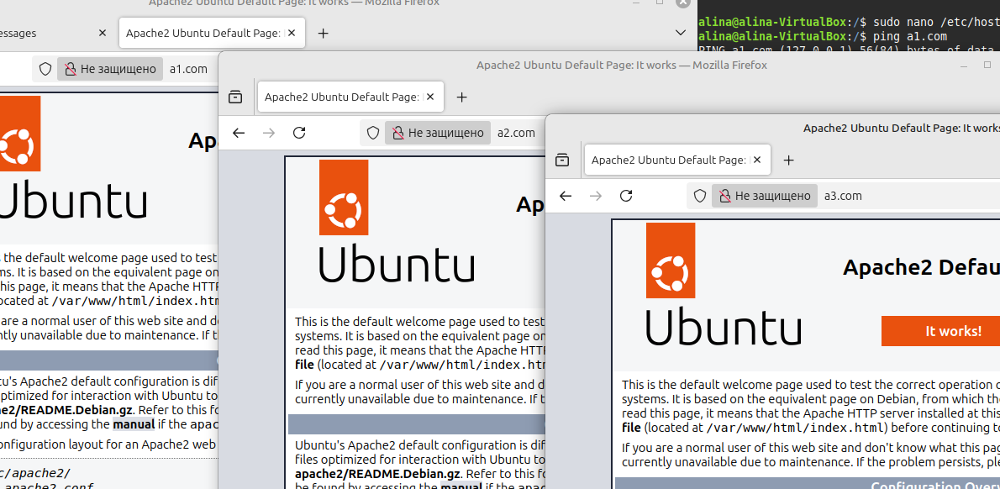 Apache2 Ubuntu Default Page: It works — Mozilla Firefox
essages
Apache2 Ubuntu Default Page:
Не защищено
a1.com
Ap
Ubuntu
the default welcome page used to test
ms. It is based on the equivalent page on
his page, it means that the Apache HTTP
ocated at /var/www/html/index.htm
are a normal user of this web site and d
ntly unavailable due to maintenance. If t
u's Apache2 default configuration is dif
ptimized for interaction with Ubuntu to
he2/README.Debian.gz. Refer to this fo
und by accessing the manual if the apac
onfiguration layout for an Apache2 web
c/apache2/
apache2.conf
alina@alina-VirtualBox:/$ sudo nano /etc/host
alina@alina-VirtualBox:/$ ping a1.com
PING a1.com (127.0.0.1) 56(84) bytes of data
Apache2 Ubuntu Default Page: It works — Mozilla Firefox
Apache2 Ubuntu Default Page:
Не защищено
a2.com
Ap
Ubuntu
This is the default welcome page used to test
systems. It is based on the equivalent page on
read this page, it means that the Apache HTTP
file (located at /var/www/html/index.htm
If you are a normal user of this web site and d
currently unavailable due to maintenance. If t
Ubuntu's Apache2 default configuration is dif
files optimized for interaction with Ubuntu to
apache2/README.Debian.gz. Refer to this fo
be found by accessing the manual if the apac
Apache2 Ubuntu Default Page: It works
Apache2 Ubuntu Default Page:
Не защищено
a3.com
Apache2 Defau
Ubuntu
It works!
This is the default welcome page used to test the correct operation o
systems. It is based on the equivalent page on Debian, from which the
read this page, it means that the Apache HTTP server installed at this
file (located at /var/www/html/index.html) before continuing to
If you are a normal user of this web site and don't know what this pag
currently unavailable due to maintenance. If the problem persists, ple
Configuration Overv